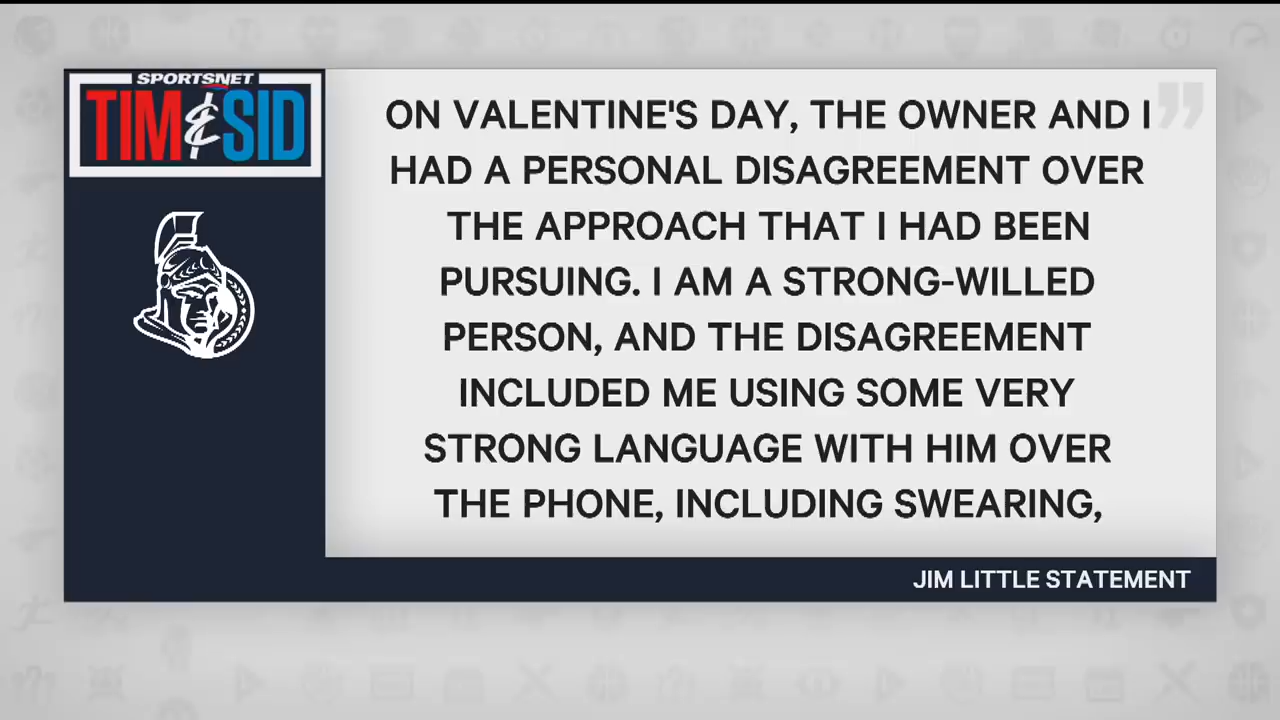 SPORTSNET
TIM & SID
ON VALENTINE'S DAY, THE OWNER AND I
HAD A PERSONAL DISAGREEMENT OVER
THE APPROACH THAT I HAD BEEN
PURSUING. I AM A STRONG-WILLED
PERSON, AND THE DISAGREEMENT
INCLUDED ME USING SOME VERY
STRONG LANGUAGE WITH HIM OVER
THE PHONE, INCLUDING SWEARING,
JIM LITTLE STATEMENT